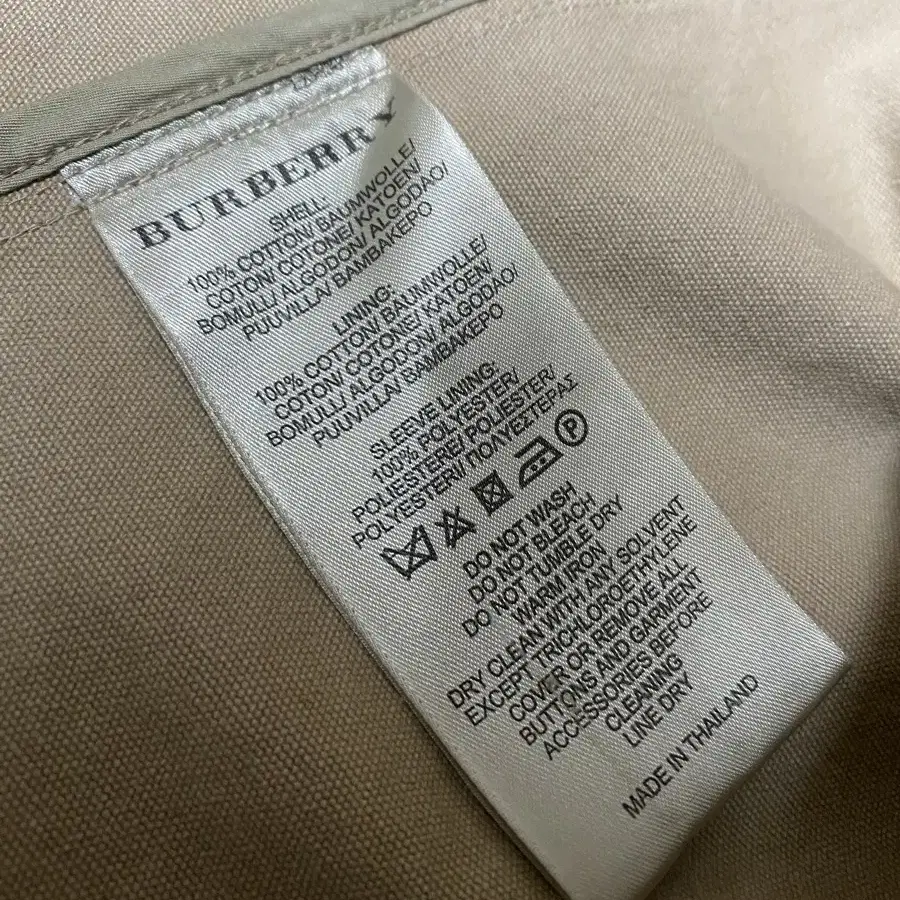 BURBERRY
SHELL:
100% COTTON/ BAUMWOLLE/
COTON/ COTONE/ KATOEN/
BOMULL/ ALGODON/ ALGODAO/
PUUVILLA/ BAMBAKEPO
LINING:
100% COTTON/ BAUMWOLLE/
COTON/ COTONE/ KATOEN/
BOMULL/ ALGODON/ ALGODAO/
PUUVILLA/ BAMBAKEPO
SLEEVE LINING:
100% POLYESTER/
POLIESTERE/ POLIESTER/
POLYESTERI/ ΠΟΛΥΕΣΤΕΡΑΣ
P
DO NOT WASH
DO NOT BLEACH
DO NOT TUMBLE DRY
WARM IRON
DRY CLEAN WITH ANY SOLVENT
EXCEPT TRICHLOROETHYLENE
COVER OR REMOVE ALL
BUTTONS AND GARMENT
ACCESSORIES BEFORE
CLEANING
LINE DRY
MADE IN THAILAND